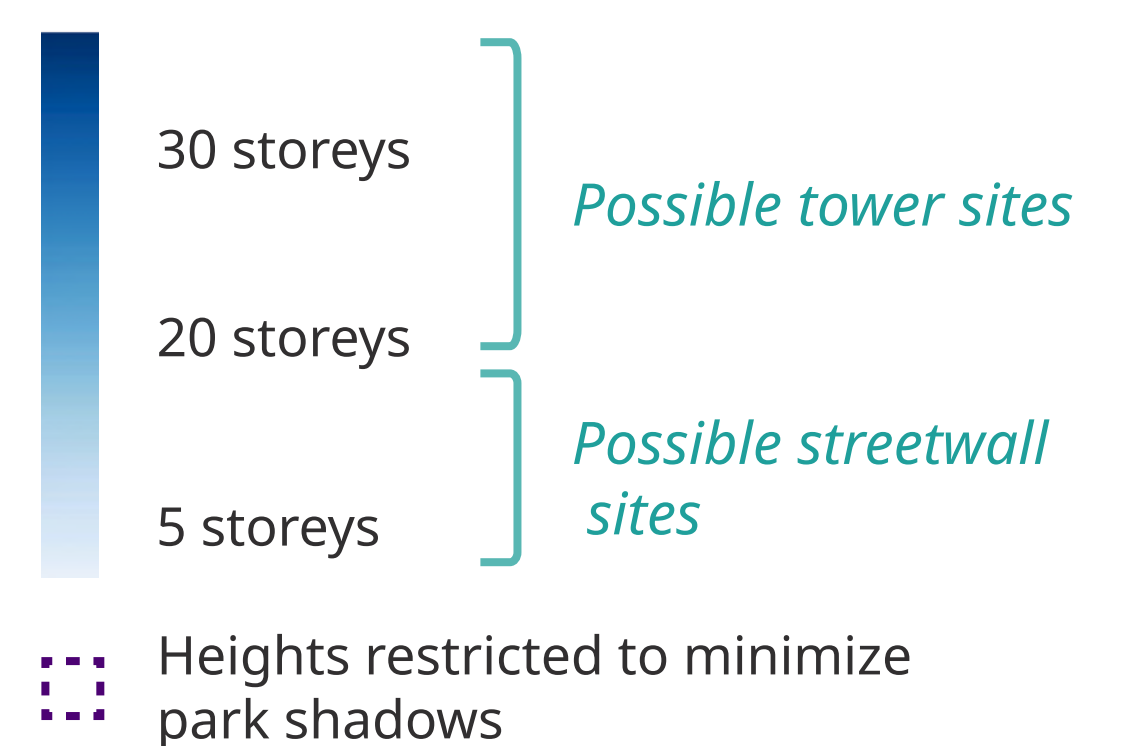 30 storeys
Possible tower sites
20 storeys
Possible streetwall
sites
5 storeys
Heights restricted to minimize
park shadows